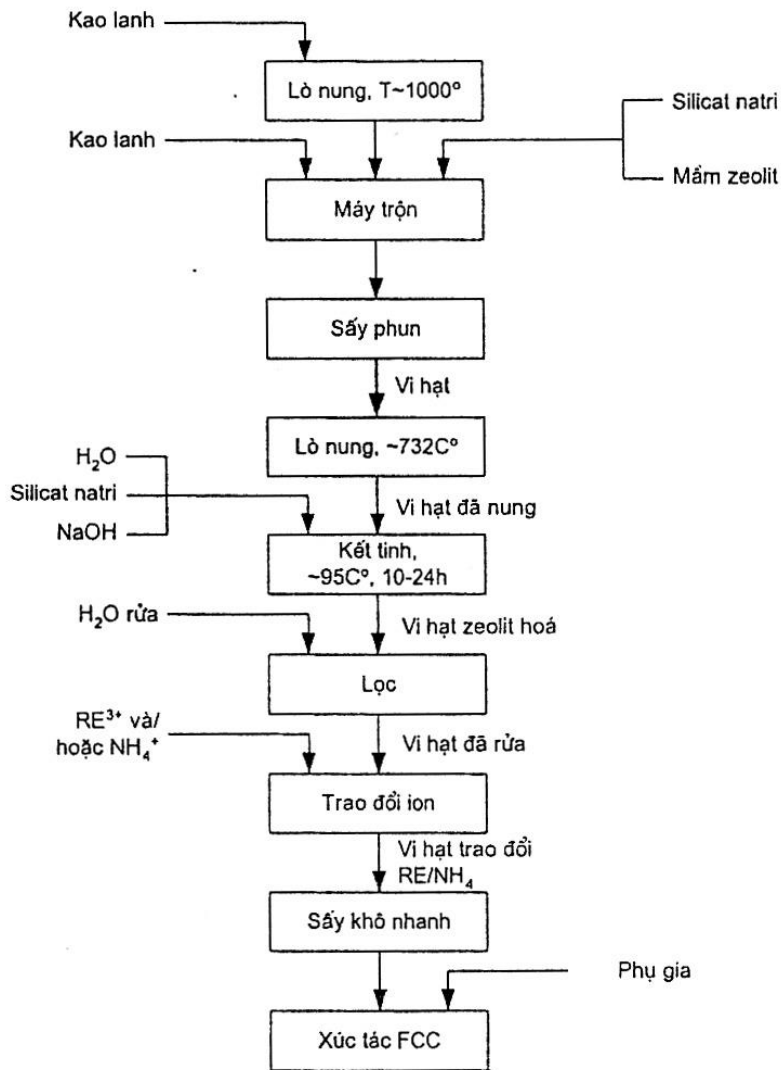 Kao lanh
Lò nung, T~1000°
Kao lanh
Silicat natri
Mầm zeolit
Máy trộn
Sấy phun
Vi hạt
Lò nung, ~732C°
H₂O
Silicat natri
NaOH
Vi hạt đã nung
Kết tinh,
~95C°, 10-24h
H₂O rửa
Vi hạt zeolit hoá
Lọc
RE³⁺ và/
hoặc NH₄⁺
Vi hạt đã rửa
Trao đổi ion
Vi hạt trao đổi
RE/NH₄
Sấy khô nhanh
Phụ gia
Xúc tác FCC